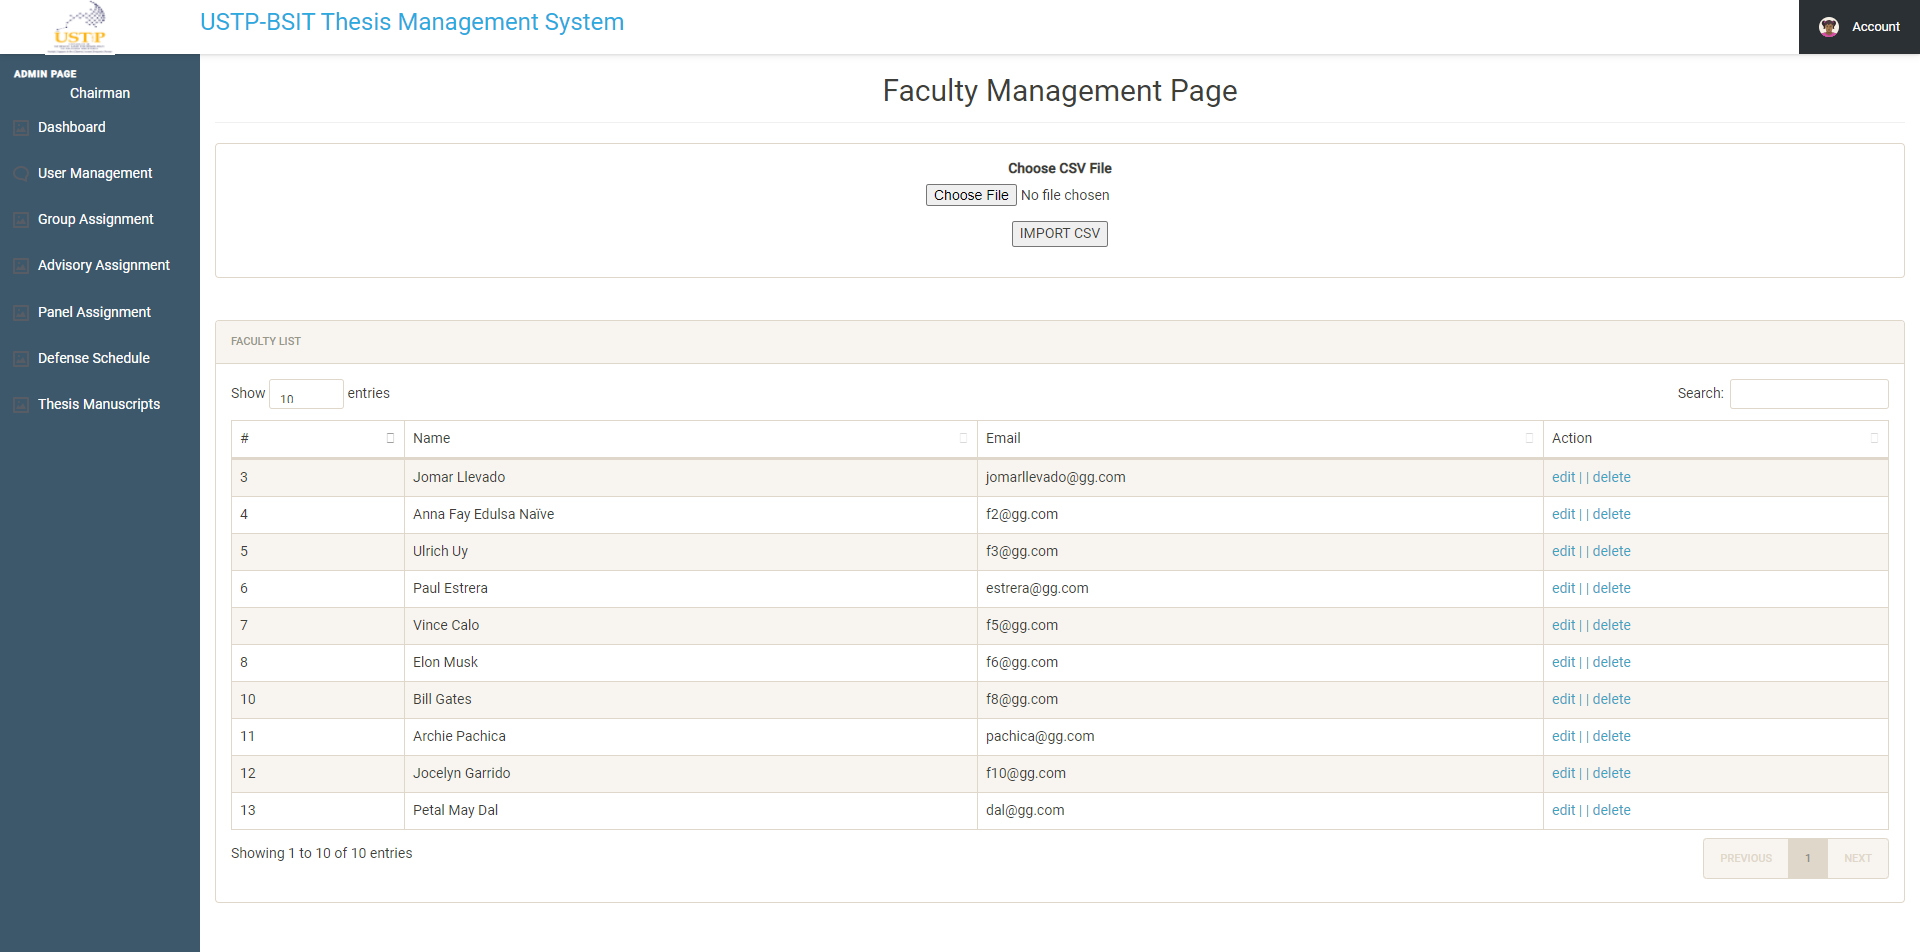 USTP
USTP-BSIT Thesis Management System
Account
ADMIN PAGE
Chairman
Dashboard
User Management
Group Assignment
Advisory Assignment
Panel Assignment
Defense Schedule
Thesis Manuscripts
Faculty Management Page
Choose CSV File
Choose File No file chosen
IMPORT CSV
FACULTY LIST
Show 10 entries Search:
# Name Email Action
3 Jomar Llevado jomarllevado@gg.com edit | | delete
4 Anna Fay Edulsa Naïve f2@gg.com edit | | delete
5 Ulrich Uy f3@gg.com edit | | delete
6 Paul Estrera estrera@gg.com edit | | delete
7 Vince Calo f5@gg.com edit | | delete
8 Elon Musk f6@gg.com edit | | delete
10 Bill Gates f8@gg.com edit | | delete
11 Archie Pachica pachica@gg.com edit | | delete
12 Jocelyn Garrido f10@gg.com edit | | delete
13 Petal May Dal dal@gg.com edit | | delete
Showing 1 to 10 of 10 entries
PREVIOUS 1 NEXT